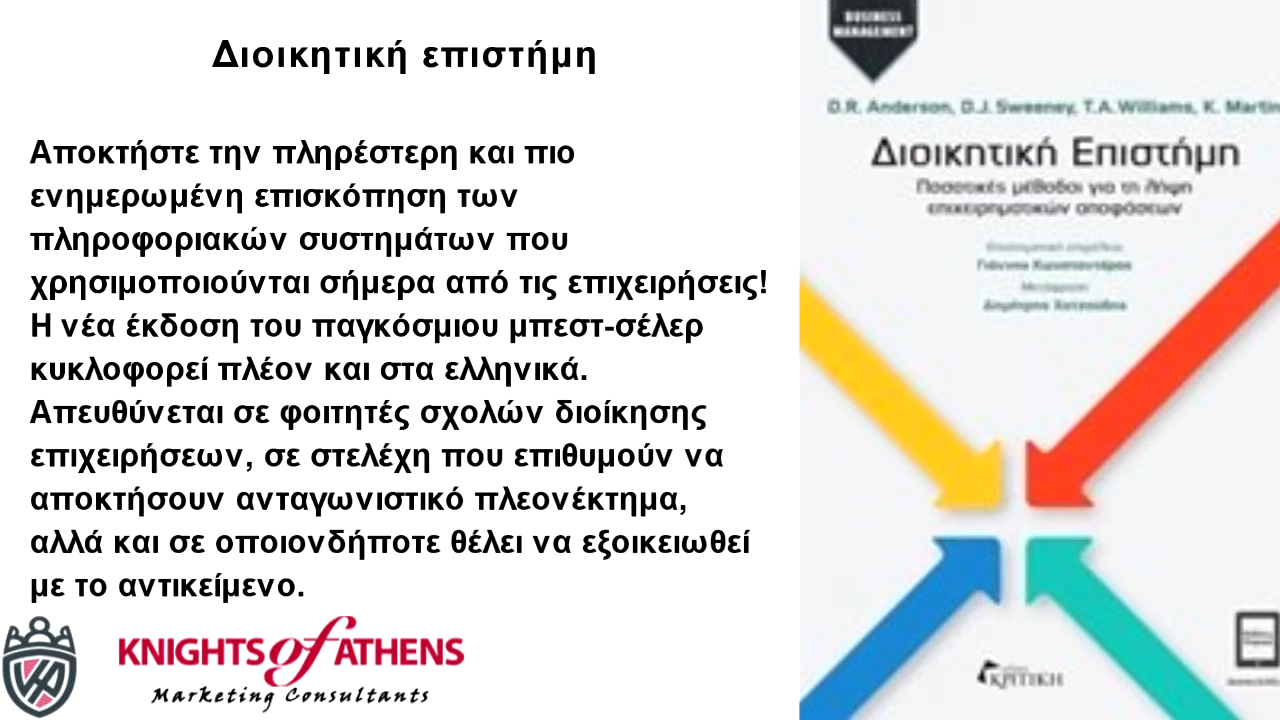 Διοικητική επιστήμη
Αποκτήστε την πληρέστερη και πιο
ενημερωμένη επισκόπηση των
πληροφοριακών συστημάτων που
χρησιμοποιούνται σήμερα από τις επιχειρήσεις!
Η νέα έκδοση του παγκόσμιου μπεστ-σέλερ
κυκλοφορεί πλέον και στα ελληνικά.
Απευθύνεται σε φοιτητές σχολών διοίκησης
επιχειρήσεων, σε στελέχη που επιθυμούν να
αποκτήσουν ανταγωνιστικό πλεονέκτημα,
αλλά και σε οποιονδήποτε θέλει να εξοικειωθεί
με το αντικείμενο.
KNIGHTS of ATHENS
Marketing Consultants
BUSINESS
MANAGEMENT
D.R. Anderson, D.J. Sweeney, T.A. Williams, K. Martin
Διοικητική Επιστήμη
Ποσοτικές μέθοδοι για τη λήψη
επιχειρηματικών αποφάσεων
ΚΡΙΤΙΚΗ